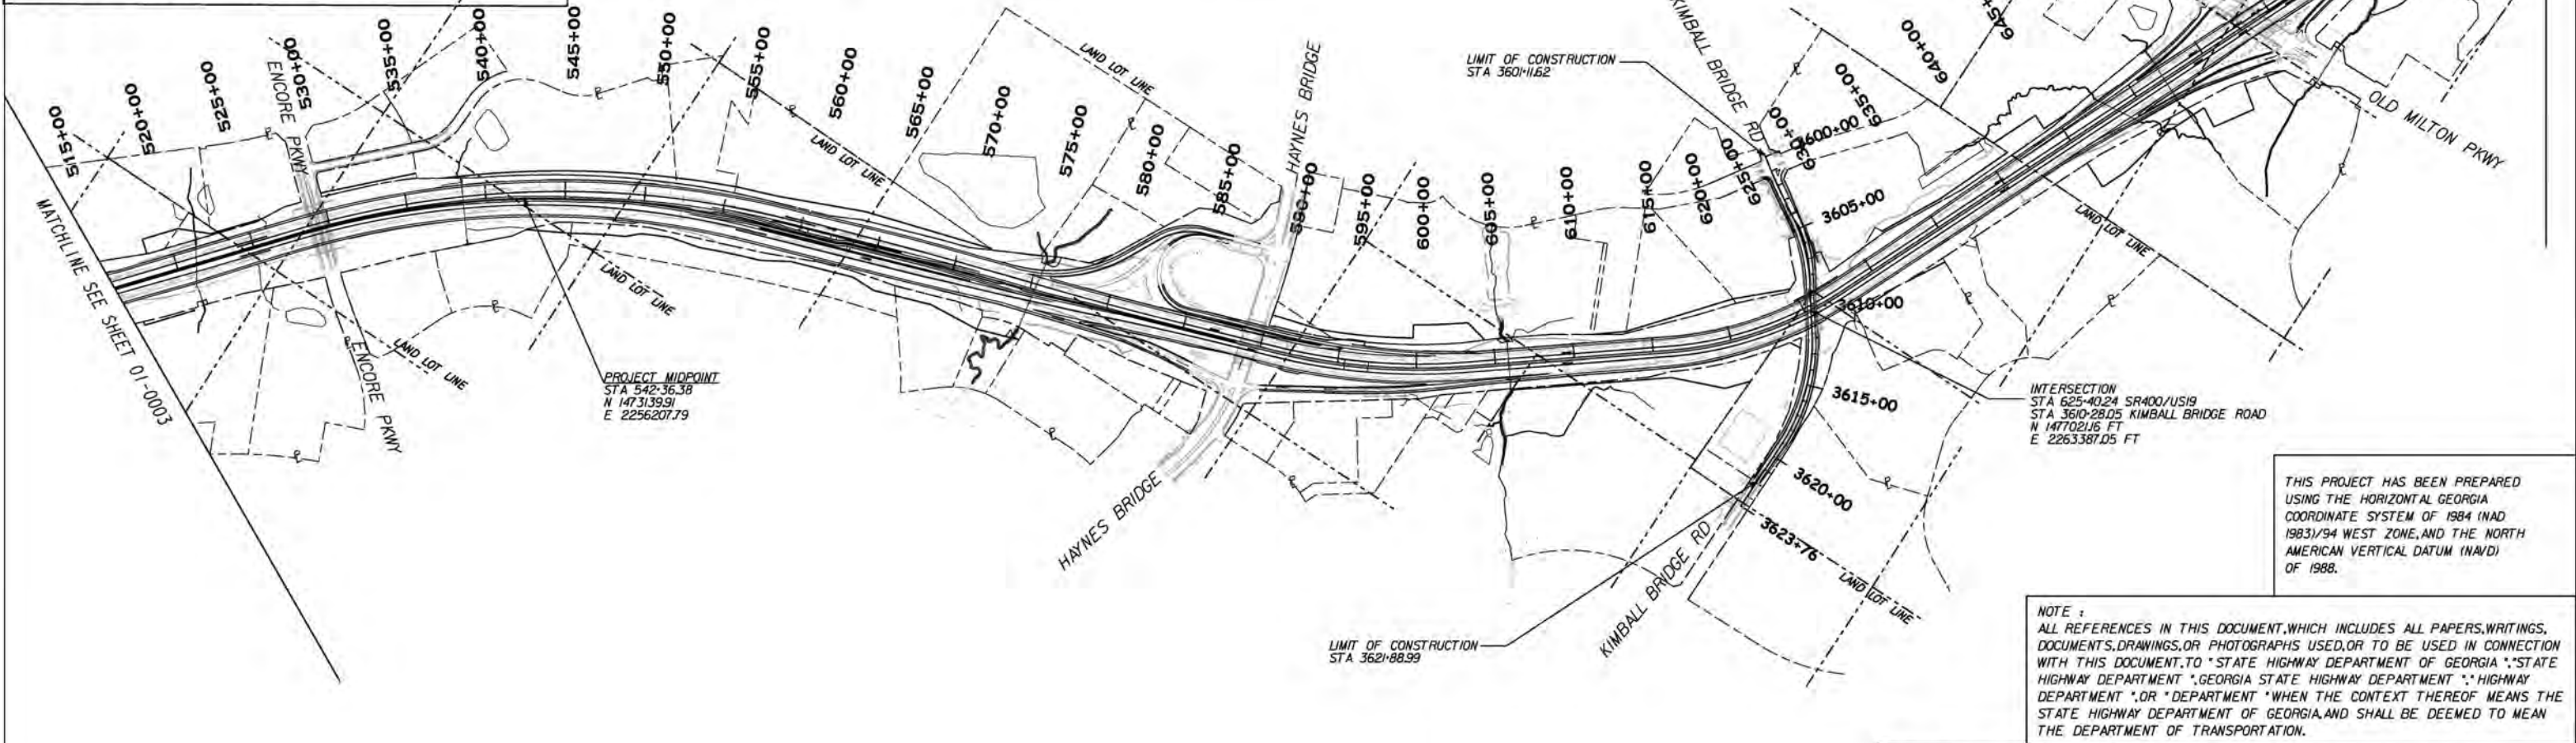 515+00
520+00
525+00
530+00
535+00
540+00
545+00
550+00
555+00
560+00
565+00
570+00
575+00
580+00
585+00
590+00
595+00
600+00
605+00
610+00
615+00
620+00
625+00
630+00
635+00
640+00
645+
ENCORE PKWY
ENCORE PKWY
MATCHLINE SEE SHEET 01-0003
LAND LOT LINE
LAND LOT LINE
LAND LOT LINE
LAND LOT LINE
HAYNES BRIDGE
HAYNES BRIDGE
PROJECT MIDPOINT
STA 542+36.38
N 1473139.91
E 2256207.79
LIMIT OF CONSTRUCTION
STA 3601+11.62
KIMBALL BRIDGE RD
3600+00
3605+00
3610+00
3615+00
3620+00
3623+76
OLD MILTON PKWY
LAND LOT LINE
INTERSECTION
STA 625+40.24 SR400/US19
STA 3610+28.05 KIMBALL BRIDGE ROAD
N 1477021.16 FT
E 2263387.05 FT
LAND LOT LINE
KIMBALL BRIDGE RD
LIMIT OF CONSTRUCTION
STA 3621+88.99
THIS PROJECT HAS BEEN PREPARED
USING THE HORIZONTAL GEORGIA
COORDINATE SYSTEM OF 1984 (NAD
1983)/94 WEST ZONE,AND THE NORTH
AMERICAN VERTICAL DATUM (NAVD)
OF 1988.
NOTE :
ALL REFERENCES IN THIS DOCUMENT,WHICH INCLUDES ALL PAPERS,WRITINGS,
DOCUMENTS,DRAWINGS,OR PHOTOGRAPHS USED,OR TO BE USED IN CONNECTION
WITH THIS DOCUMENT,TO "STATE HIGHWAY DEPARTMENT OF GEORGIA ","STATE
HIGHWAY DEPARTMENT ",GEORGIA STATE HIGHWAY DEPARTMENT "," HIGHWAY
DEPARTMENT ",OR "DEPARTMENT "WHEN THE CONTEXT THEREOF MEANS THE
STATE HIGHWAY DEPARTMENT OF GEORGIA,AND SHALL BE DEEMED TO MEAN
THE DEPARTMENT OF TRANSPORTATION.